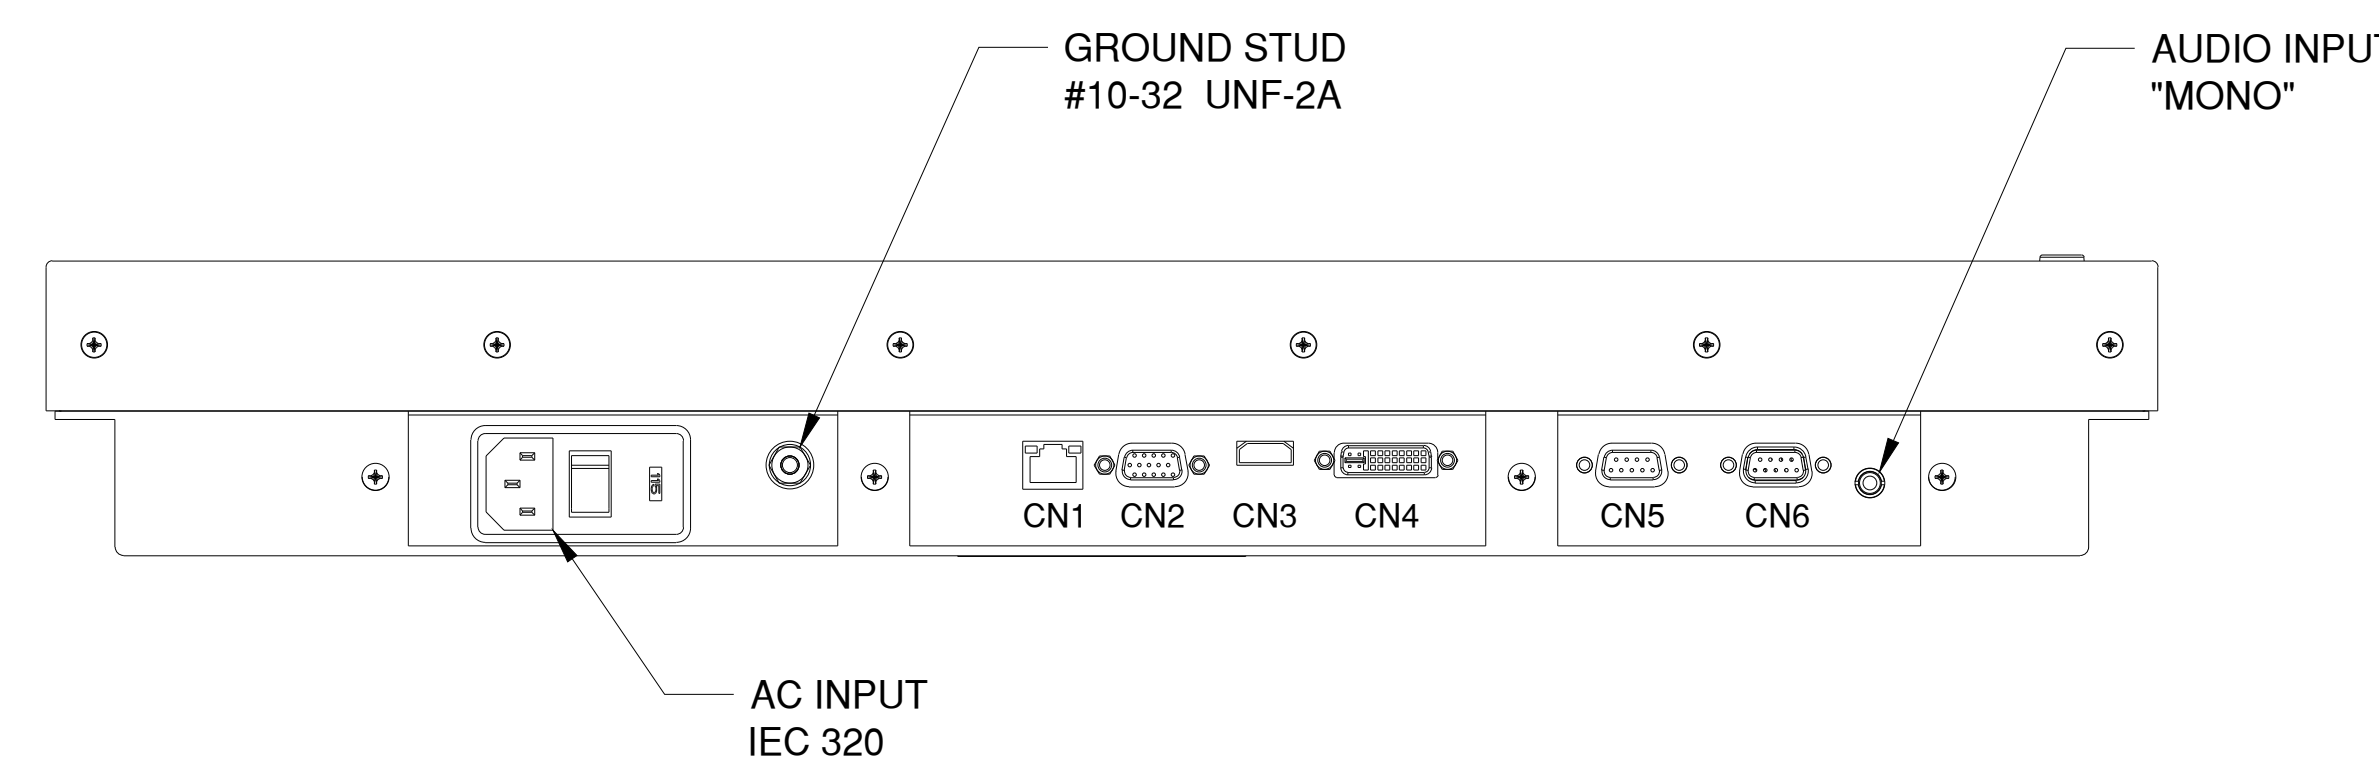 GROUND STUD
#10-32 UNF-2A
AUDIO INPUT
"MONO"
115
CN1 CN2 CN3 CN4 CN5 CN6
AC INPUT
IEC 320